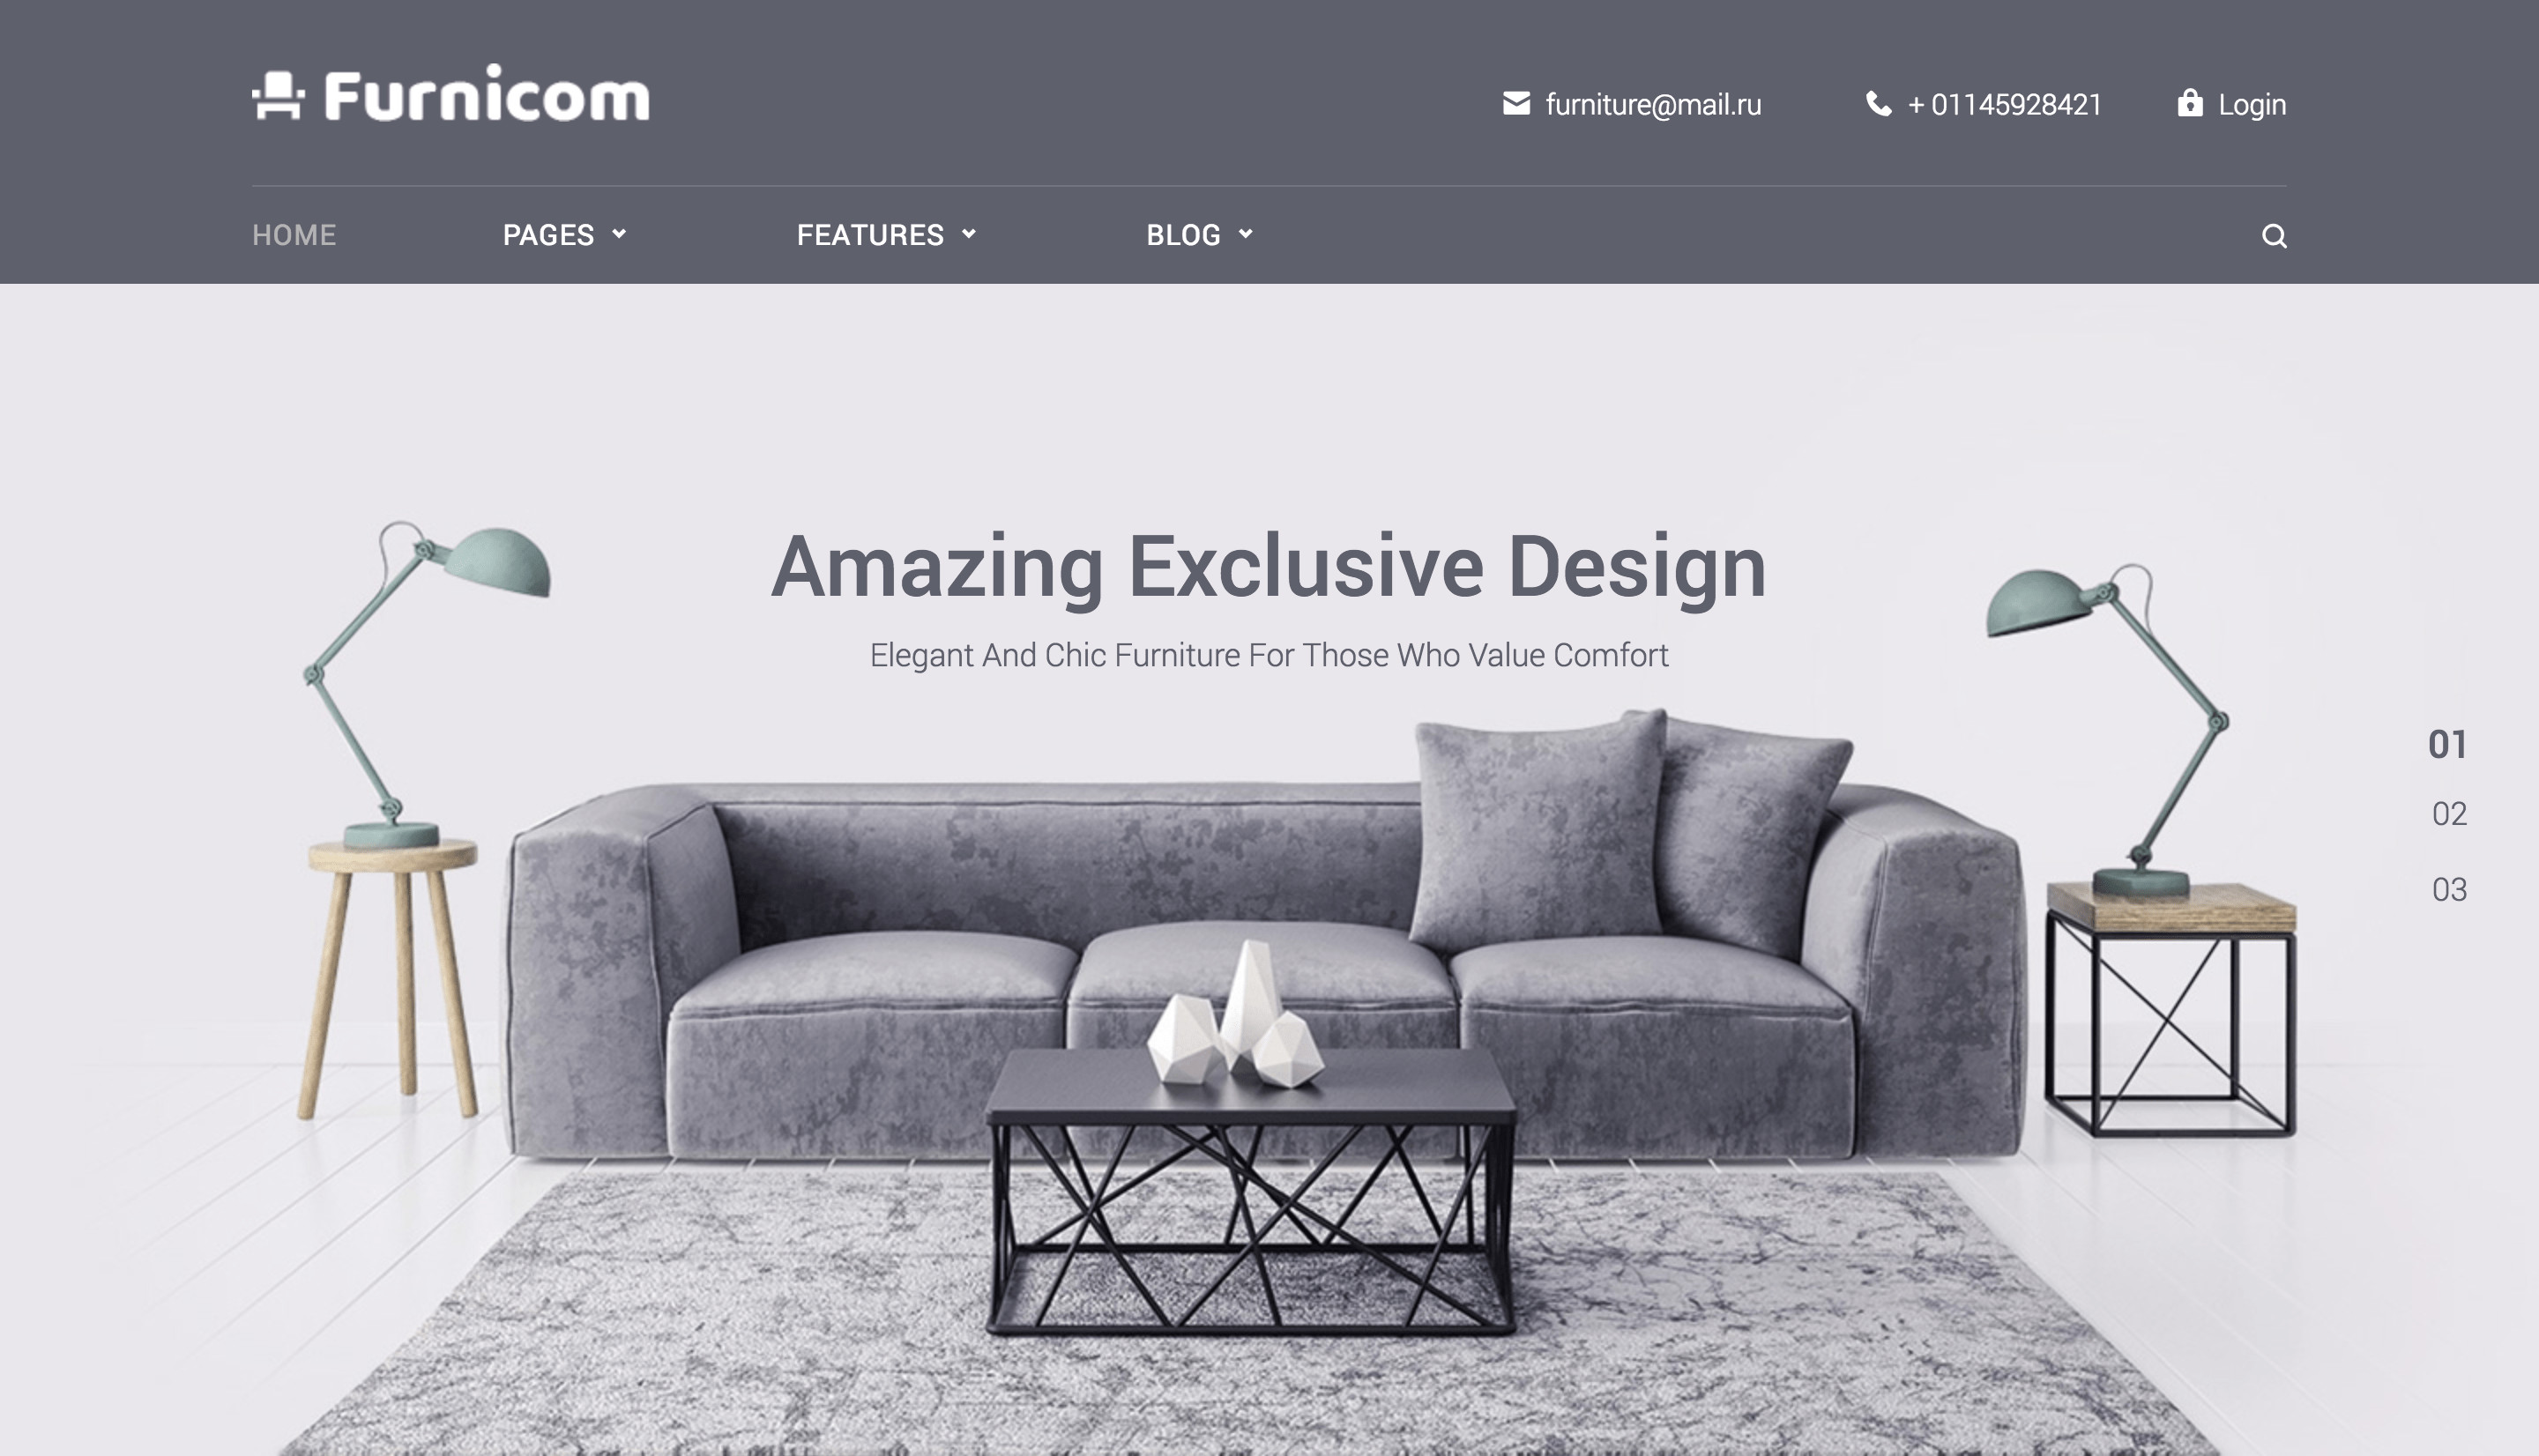 Furnicom
furniture@mail.ru
+ 01145928421
Login
HOME
PAGES
FEATURES
BLOG
Amazing Exclusive Design
Elegant And Chic Furniture For Those Who Value Comfort
01
02
03